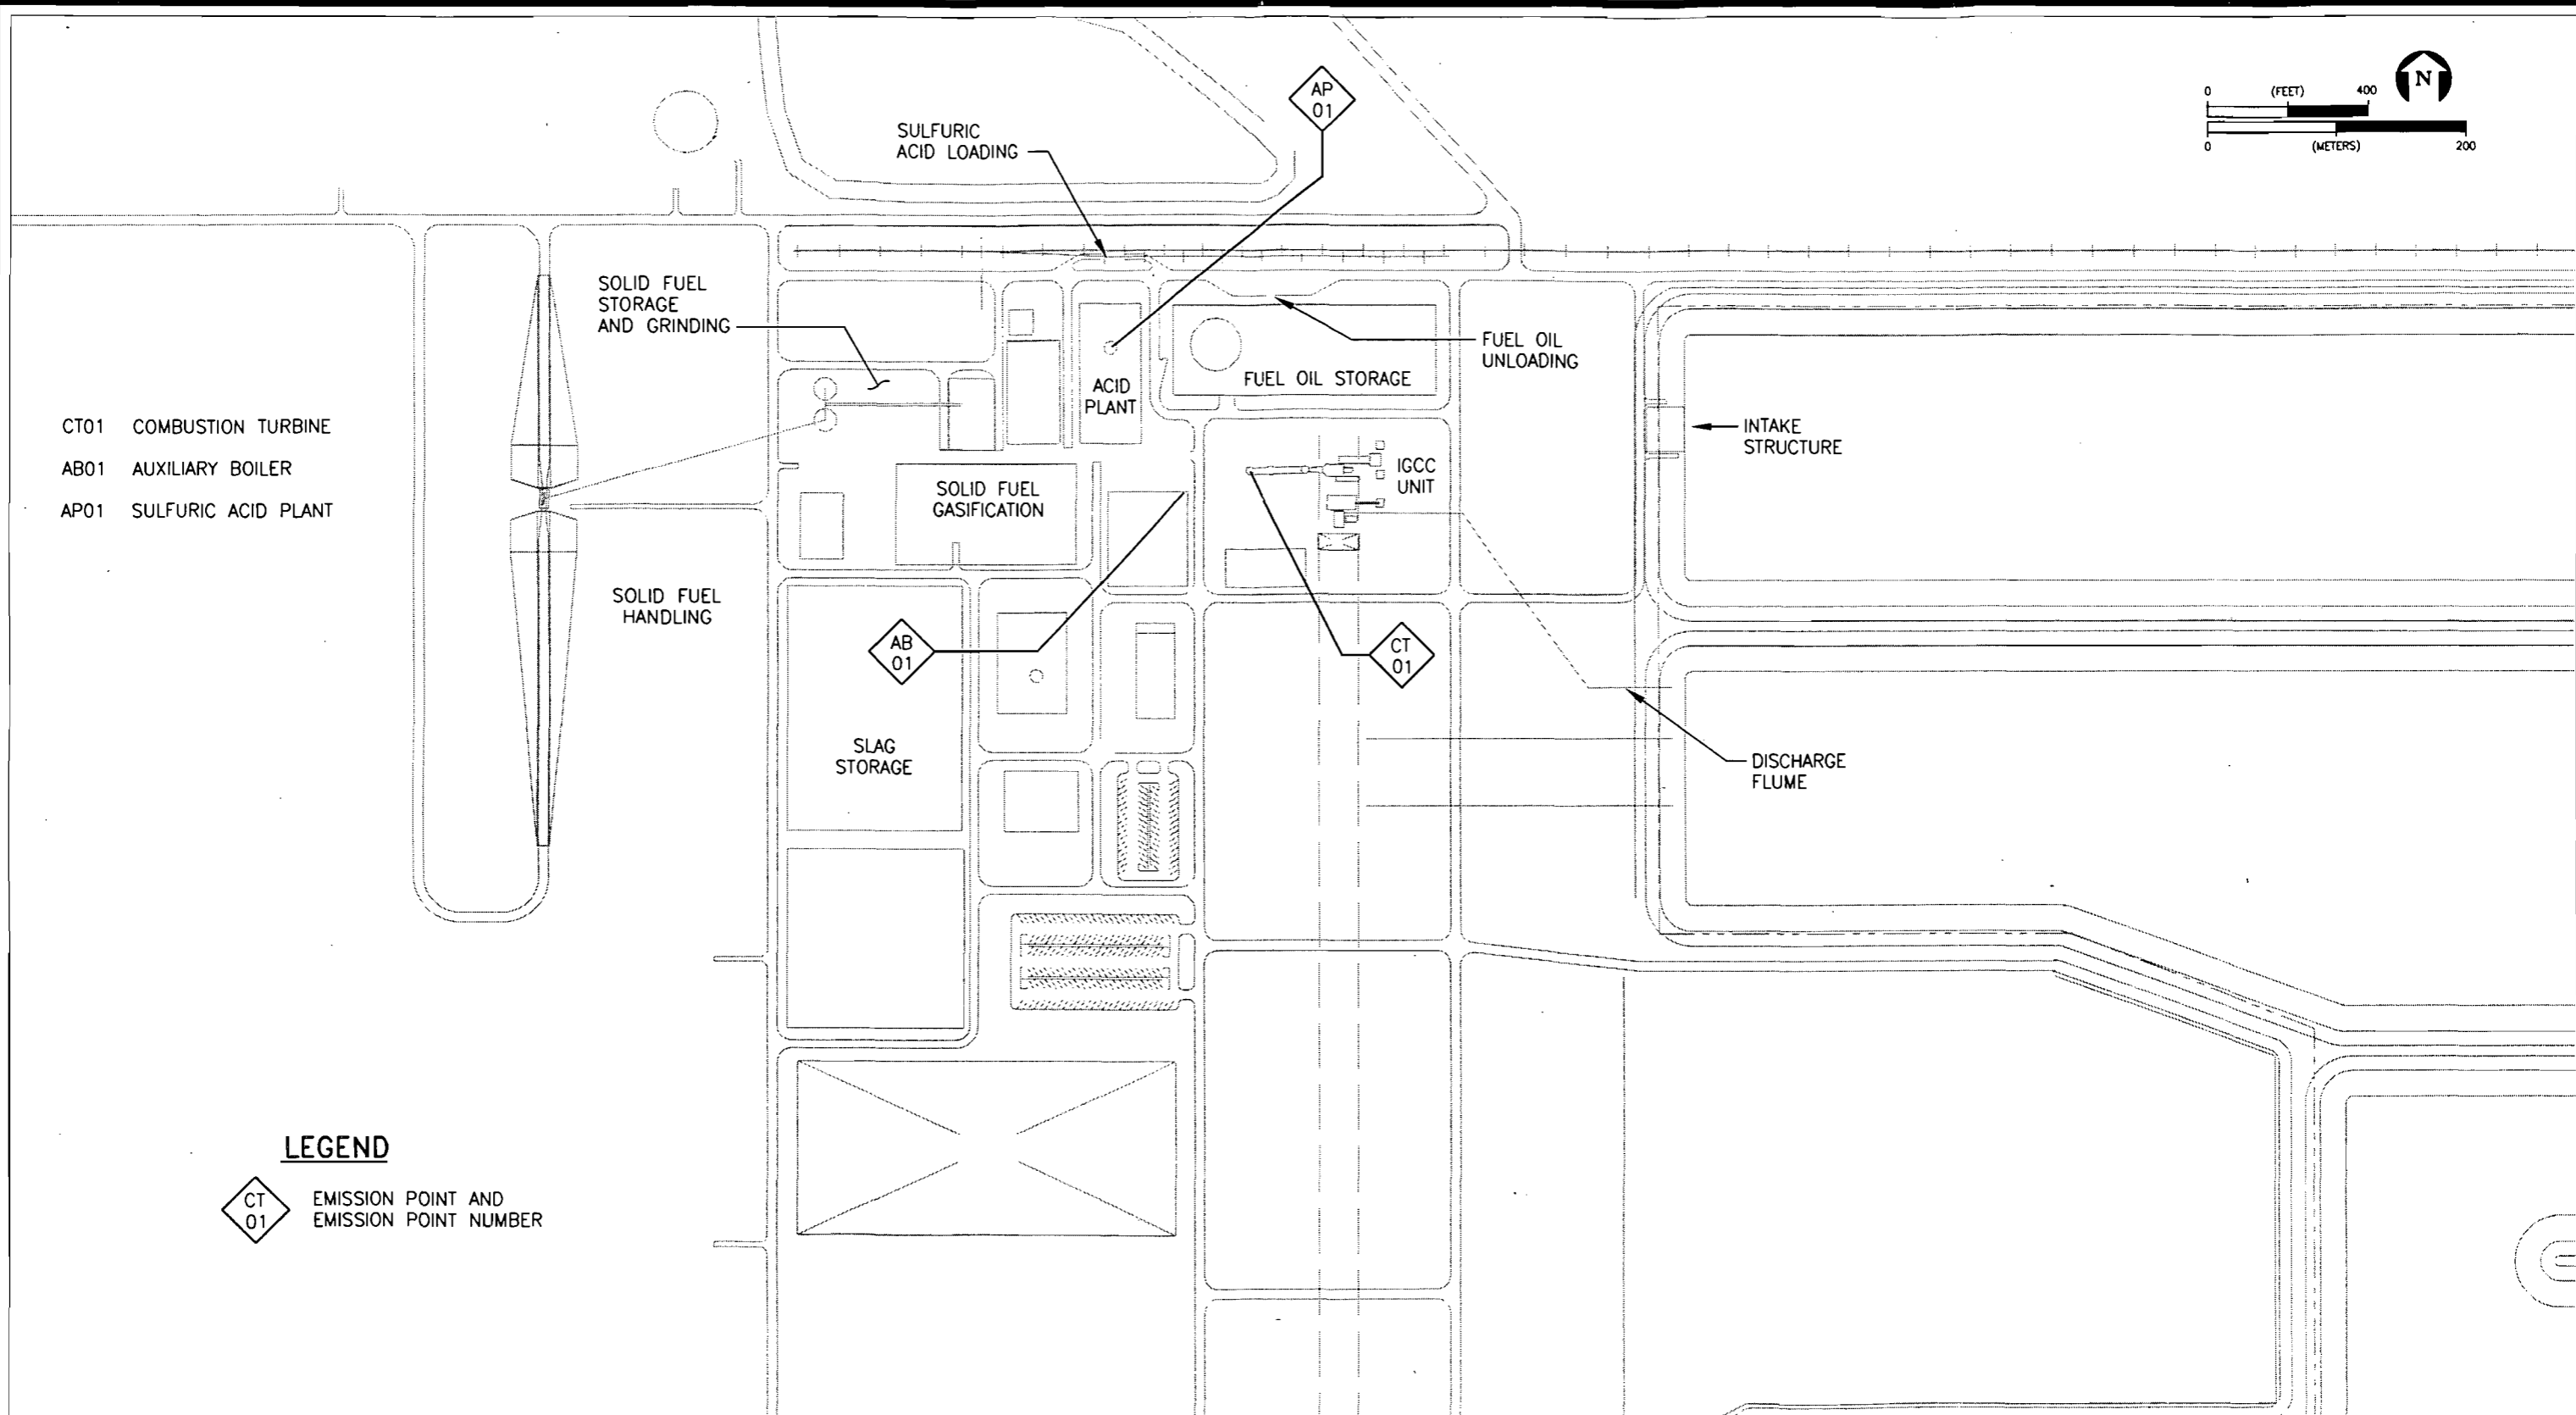 AP
01
0 (FEET) 400
N
0 (METERS) 200
SULFURIC
ACID LOADING
SOLID FUEL
STORAGE
AND GRINDING
FUEL OIL
UNLOADING
FUEL OIL STORAGE
ACID
PLANT
CT01 COMBUSTION TURBINE
AB01 AUXILIARY BOILER
AP01 SULFURIC ACID PLANT
INTAKE
STRUCTURE
IGCC
UNIT
SOLID FUEL
GASIFICATION
SOLID FUEL
HANDLING
AB
01
CT
01
SLAG
STORAGE
DISCHARGE
FLUME
LEGEND
CT
01
EMISSION POINT AND
EMISSION POINT NUMBER